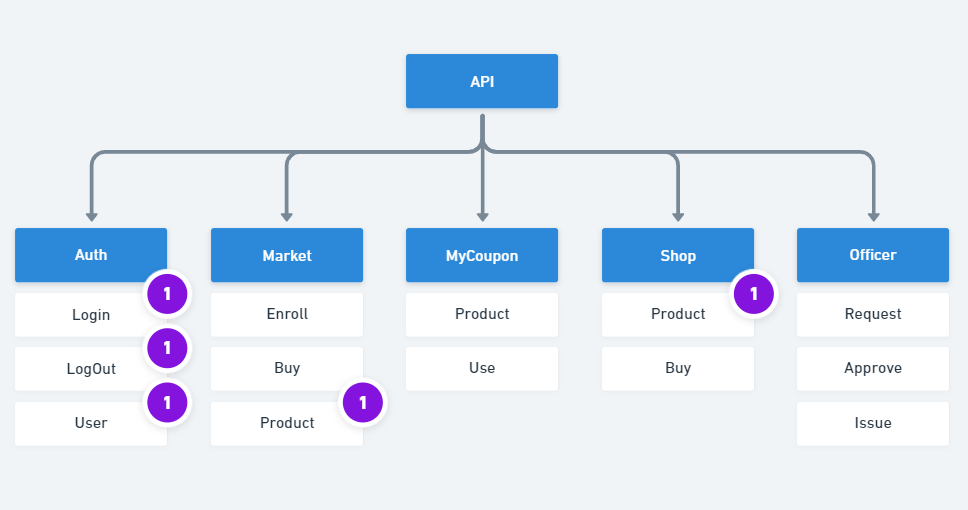 API
Auth
Login
1
LogOut
1
User
1
Market
Enroll
Buy
Product
1
MyCoupon
Product
Use
Shop
Product
1
Buy
Officer
Request
Approve
Issue